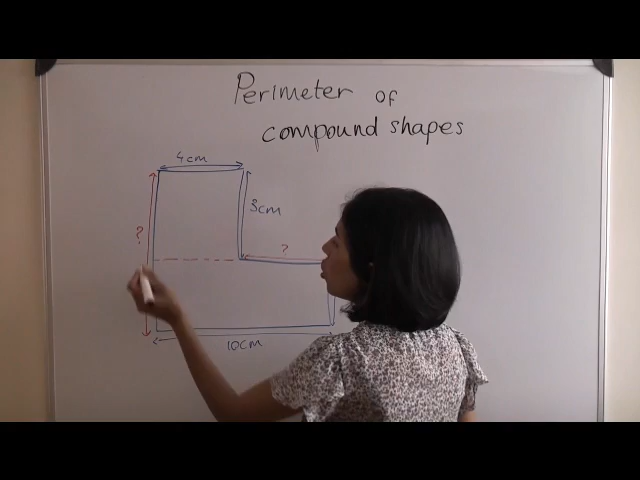 Perimeter of
compound shapes
4cm
3cm
?
?
10cm